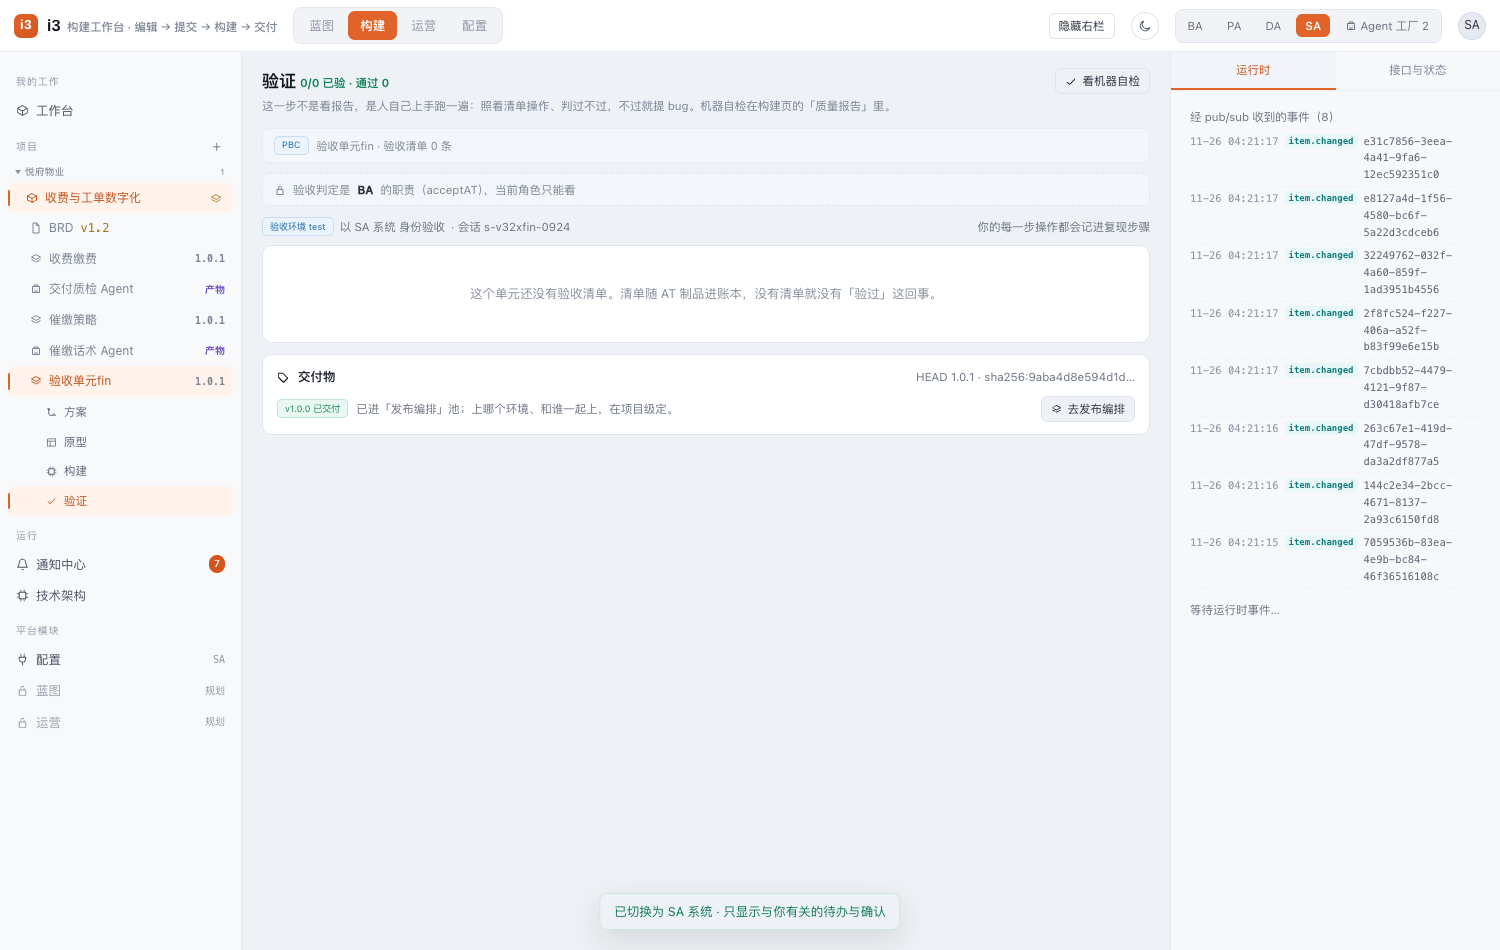 i3
i3 构建工作台 · 编辑 → 提交 → 构建 → 交付
蓝图
构建
运营
配置
隐藏右栏
BA
PA
DA
SA
Agent 工厂 2
SA
我的工作
工作台
项目
+
悦府物业
1
收费与工单数字化
BRD v1.2
收费缴费
1.0.1
交付质检 Agent
产物
催缴策略
1.0.1
催缴话术 Agent
产物
验收单元fin
1.0.1
方案
原型
构建
验证
运行
通知中心
7
技术架构
平台模块
配置
SA
蓝图
规划
运营
规划
验证 0/0 已验 · 通过 0
看机器自检
这一步不是看报告，是人自己上手跑一遍：照着清单操作、判过不过，不过就提 bug。机器自检在构建页的「质量报告」里。
PBC
验收单元fin · 验收清单 0 条
验收判定是 BA 的职责（acceptAT），当前角色只能看
验收环境 test
以 SA 系统 身份验收 · 会话 s-v32xfin-0924
你的每一步操作都会记进复现步骤
这个单元还没有验收清单。清单随 AT 制品进账本，没有清单就没有「验过」这回事。
交付物
HEAD 1.0.1 · sha256:9aba4d8e594d1d...
v1.0.0 已交付
已进「发布编排」池；上哪个环境、和谁一起上，在项目级定。
去发布编排
已切换为 SA 系统 · 只显示与你有关的待办与确认
运行时
接口与状态
经 pub/sub 收到的事件（8）
11-26 04:21:17 item.changed e31c7856-3eea-
4a41-9fa6-
12ec592351c0
11-26 04:21:17 item.changed e8127a4d-1f56-
4580-bc6f-
5a22d3cdceb6
11-26 04:21:17 item.changed 32249762-032f-
4a60-859f-
1ad3951b4556
11-26 04:21:17 item.changed 2f8fc524-f227-
406a-a52f-
b83f99e6e15b
11-26 04:21:17 item.changed 7cbdbb52-4479-
4121-9f87-
d30418afb7ce
11-26 04:21:16 item.changed 263c67e1-419d-
47df-9578-
da3a2df877a5
11-26 04:21:16 item.changed 144c2e34-2bcc-
4671-8137-
2a93c6150fd8
11-26 04:21:15 item.changed 7059536b-83ea-
4e9b-bc84-
46f36516108c
等待运行时事件...